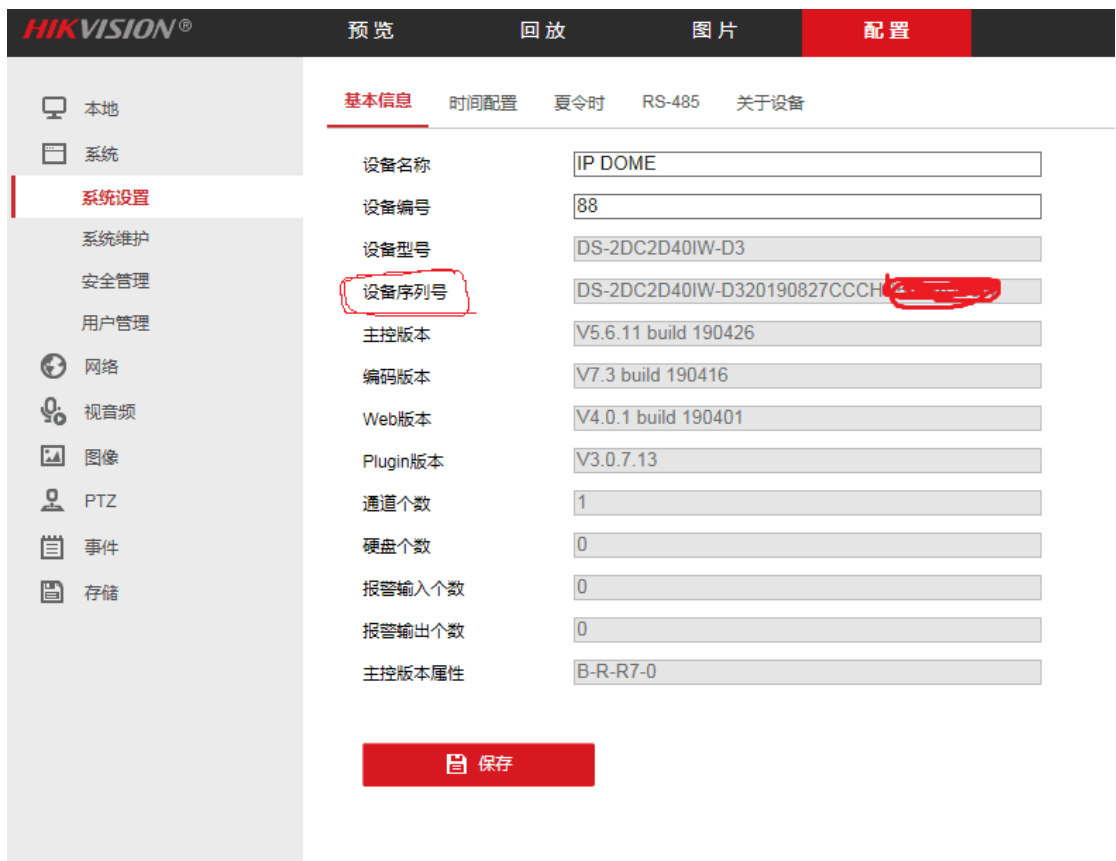 HIKVISION® 预览 回放 图片 配置
本地
系统
系统设置
系统维护
安全管理
用户管理
网络
视音频
图像
PTZ
事件
存储
基本信息 时间配置 夏令时 RS-485 关于设备
设备名称 IP DOME
设备编号 88
设备型号 DS-2DC2D40IW-D3
设备序列号 DS-2DC2D40IW-D320190827CCCH
主控版本 V5.6.11 build 190426
编码版本 V7.3 build 190416
Web版本 V4.0.1 build 190401
Plugin版本 V3.0.7.13
通道个数 1
硬盘个数 0
报警输入个数 0
报警输出个数 0
主控版本属性 B-R-R7-0
保存